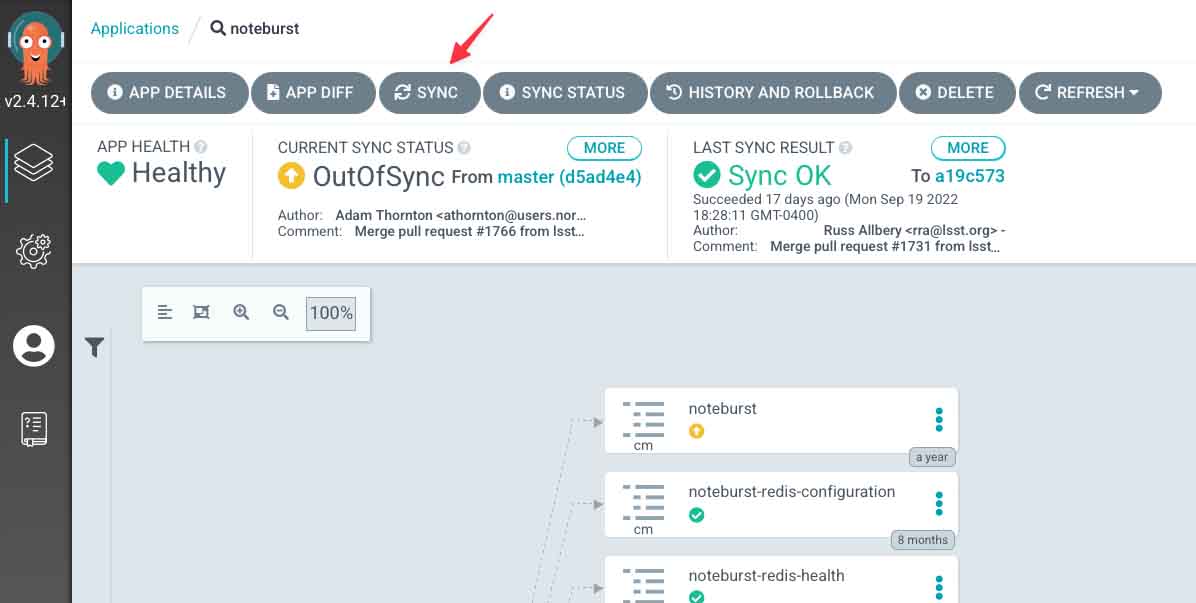 Applications / noteburst
v2.4.12+
APP DETAILS APP DIFF SYNC SYNC STATUS HISTORY AND ROLLBACK DELETE REFRESH
APP HEALTH
Healthy
CURRENT SYNC STATUS MORE
OutOfSync From master (d5ad4e4)
Author: Adam Thornton <athornton@users.nor...
Comment: Merge pull request #1766 from lsst...
LAST SYNC RESULT MORE
Sync OK To a19c573
Succeeded 17 days ago (Mon Sep 19 2022
18:28:11 GMT-0400)
Author: Russ Allbery <rra@lsst.org> -
Comment: Merge pull request #1731 from lsst...
100%
noteburst
cm
a year
noteburst-redis-configuration
cm
8 months
noteburst-redis-health